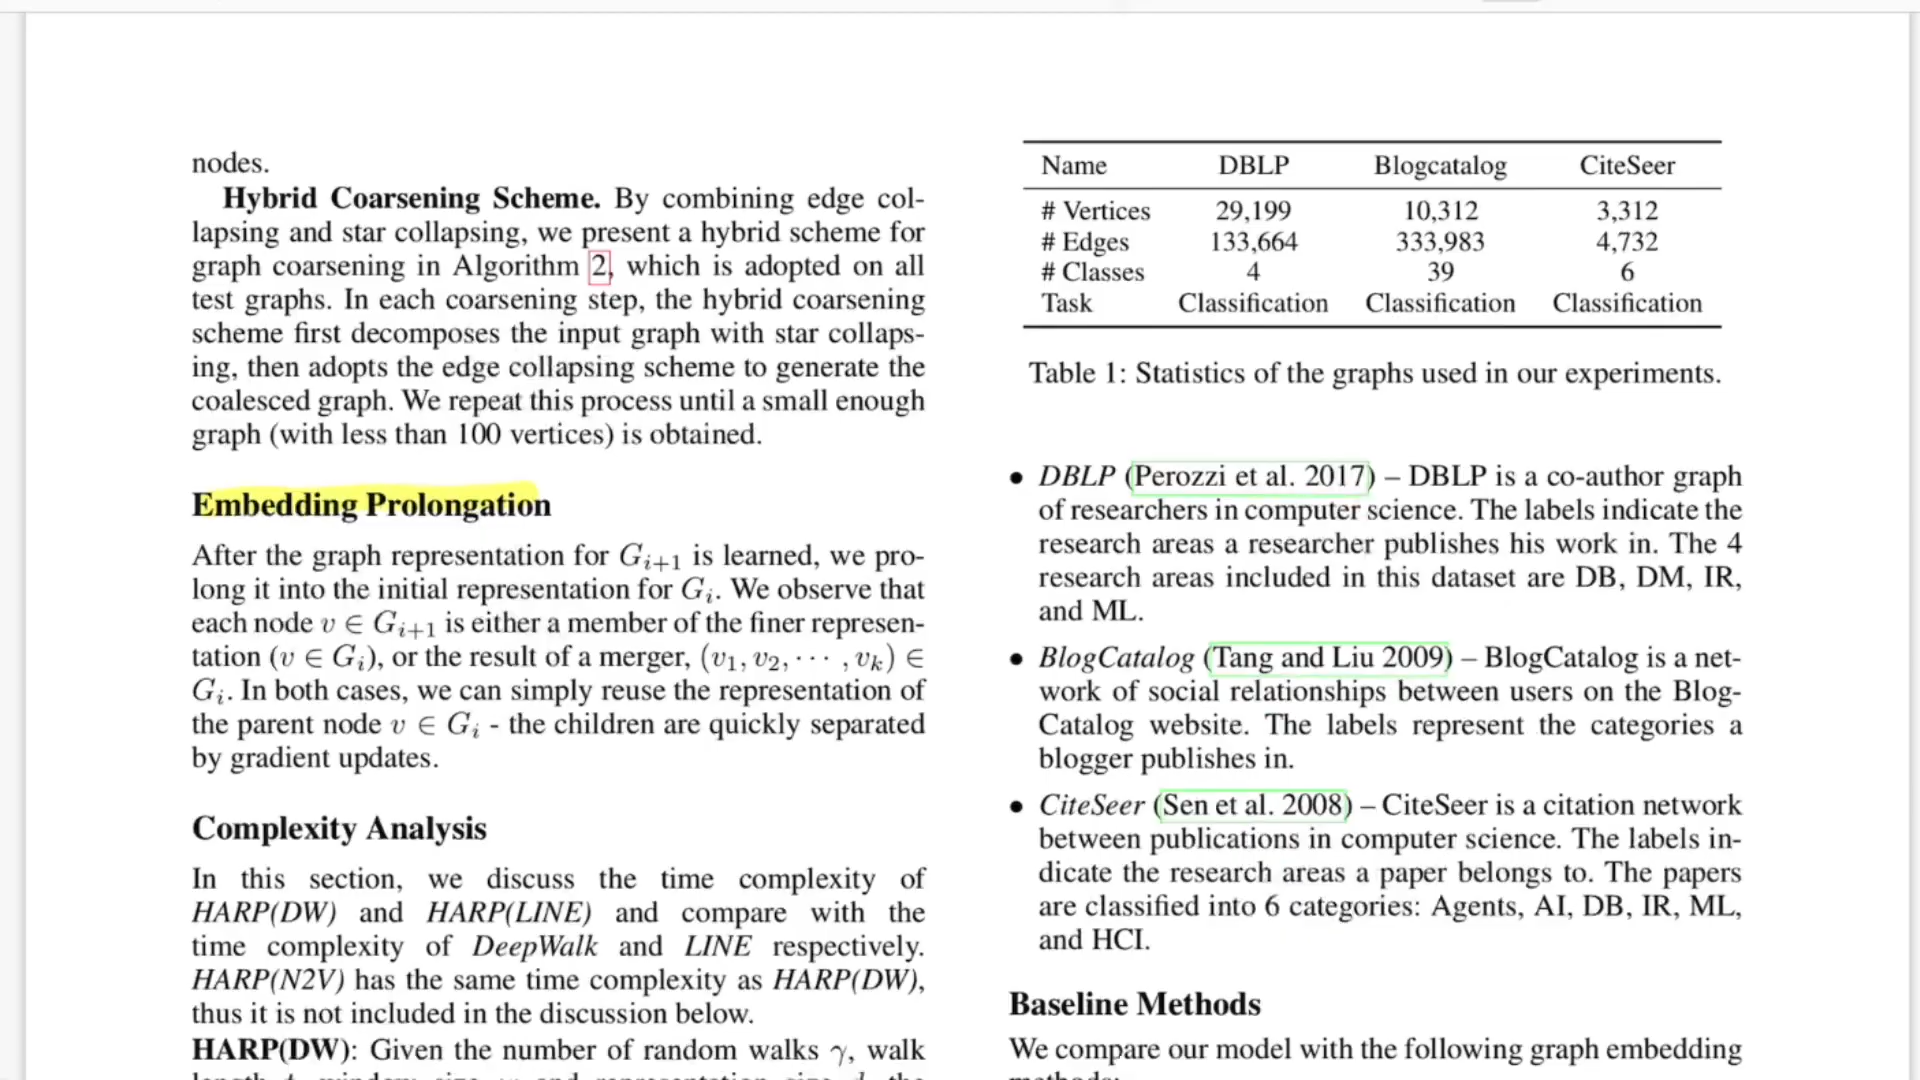 nodes.
Hybrid Coarsening Scheme. By combining edge col-
lapsing and star collapsing, we present a hybrid scheme for
graph coarsening in Algorithm 2, which is adopted on all
test graphs. In each coarsening step, the hybrid coarsening
scheme first decomposes the input graph with star collaps-
ing, then adopts the edge collapsing scheme to generate the
coalesced graph. We repeat this process until a small enough
graph (with less than 100 vertices) is obtained.
Embedding Prolongation
After the graph representation for G_{i+1} is learned, we pro-
long it into the initial representation for G_i. We observe that
each node v ∈ G_{i+1} is either a member of the finer represen-
tation (v ∈ G_i), or the result of a merger, (v_1, v_2, ⋯ , v_k) ∈
G_i. In both cases, we can simply reuse the representation of
the parent node v ∈ G_i - the children are quickly separated
by gradient updates.
Complexity Analysis
In this section, we discuss the time complexity of
HARP(DW) and HARP(LINE) and compare with the
time complexity of DeepWalk and LINE respectively.
HARP(N2V) has the same time complexity as HARP(DW),
thus it is not included in the discussion below.
HARP(DW): Given the number of random walks γ, walk
Name DBLP Blogcatalog CiteSeer
# Vertices 29,199 10,312 3,312
# Edges 133,664 333,983 4,732
# Classes 4 39 6
Task Classification Classification Classification
Table 1: Statistics of the graphs used in our experiments.
• DBLP (Perozzi et al. 2017) – DBLP is a co-author graph
of researchers in computer science. The labels indicate the
research areas a researcher publishes his work in. The 4
research areas included in this dataset are DB, DM, IR,
and ML.
• BlogCatalog (Tang and Liu 2009) – BlogCatalog is a net-
work of social relationships between users on the Blog-
Catalog website. The labels represent the categories a
blogger publishes in.
• CiteSeer (Sen et al. 2008) – CiteSeer is a citation network
between publications in computer science. The labels in-
dicate the research areas a paper belongs to. The papers
are classified into 6 categories: Agents, AI, DB, IR, ML,
and HCI.
Baseline Methods
We compare our model with the following graph embedding